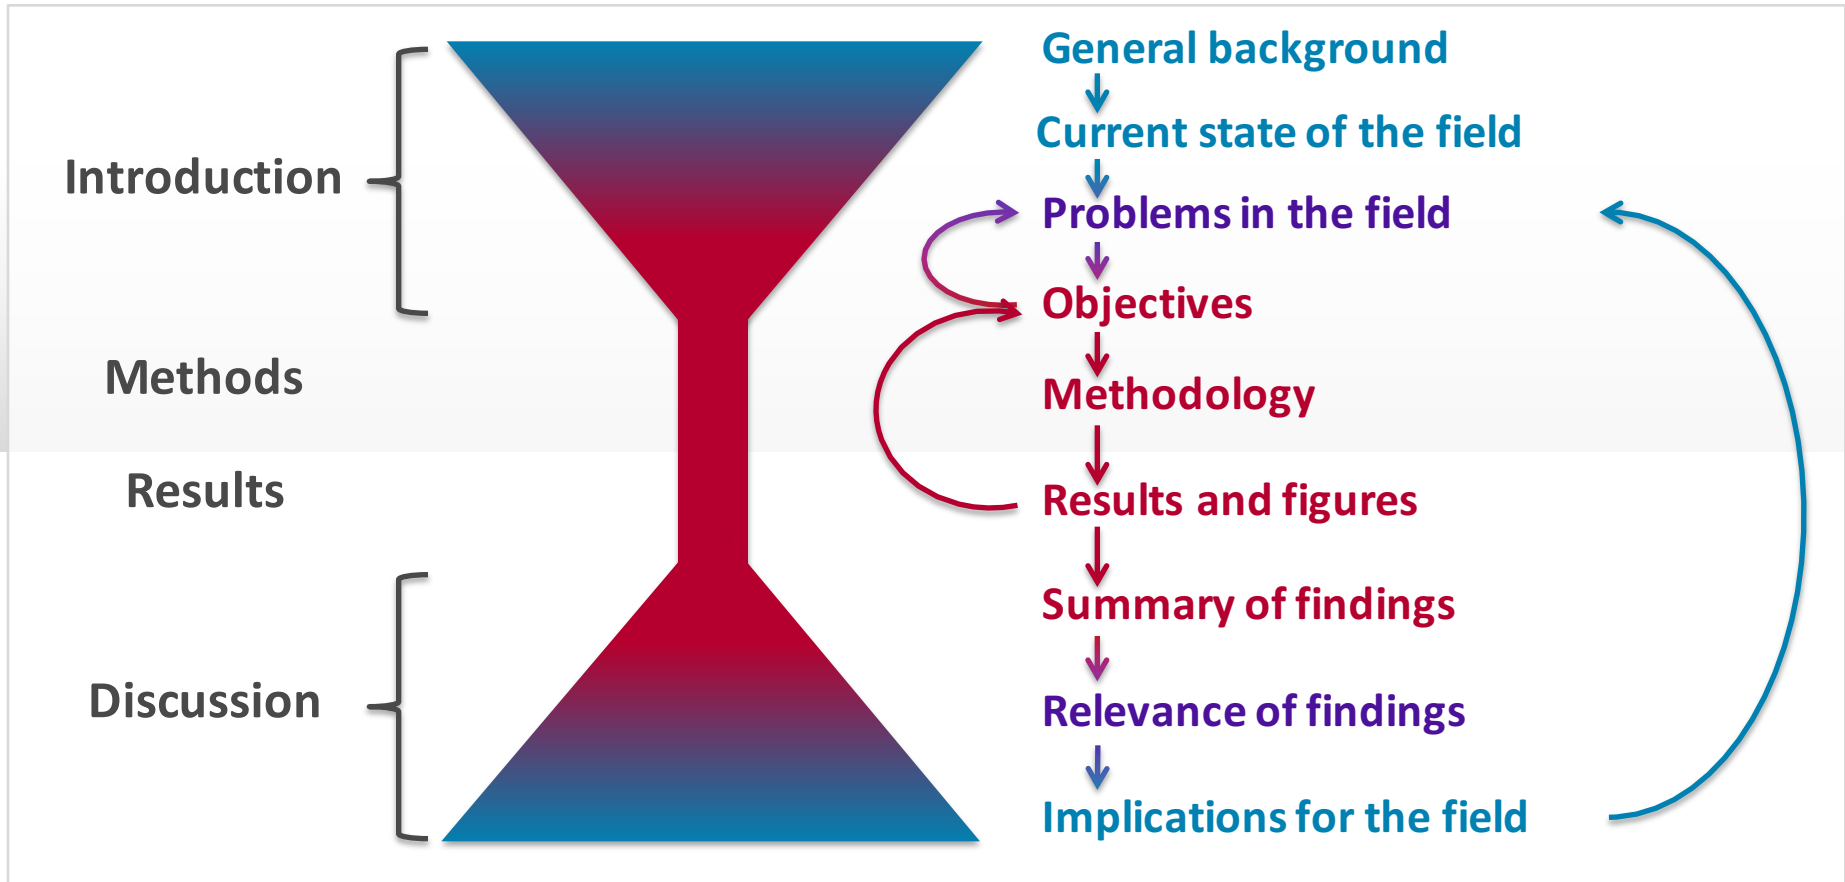 General background
Current state of the field
Introduction
Problems in the field
Objectives
Methods
Methodology
Results
Results and figures
Summary of findings
Discussion
Relevance of findings
Implications for the field